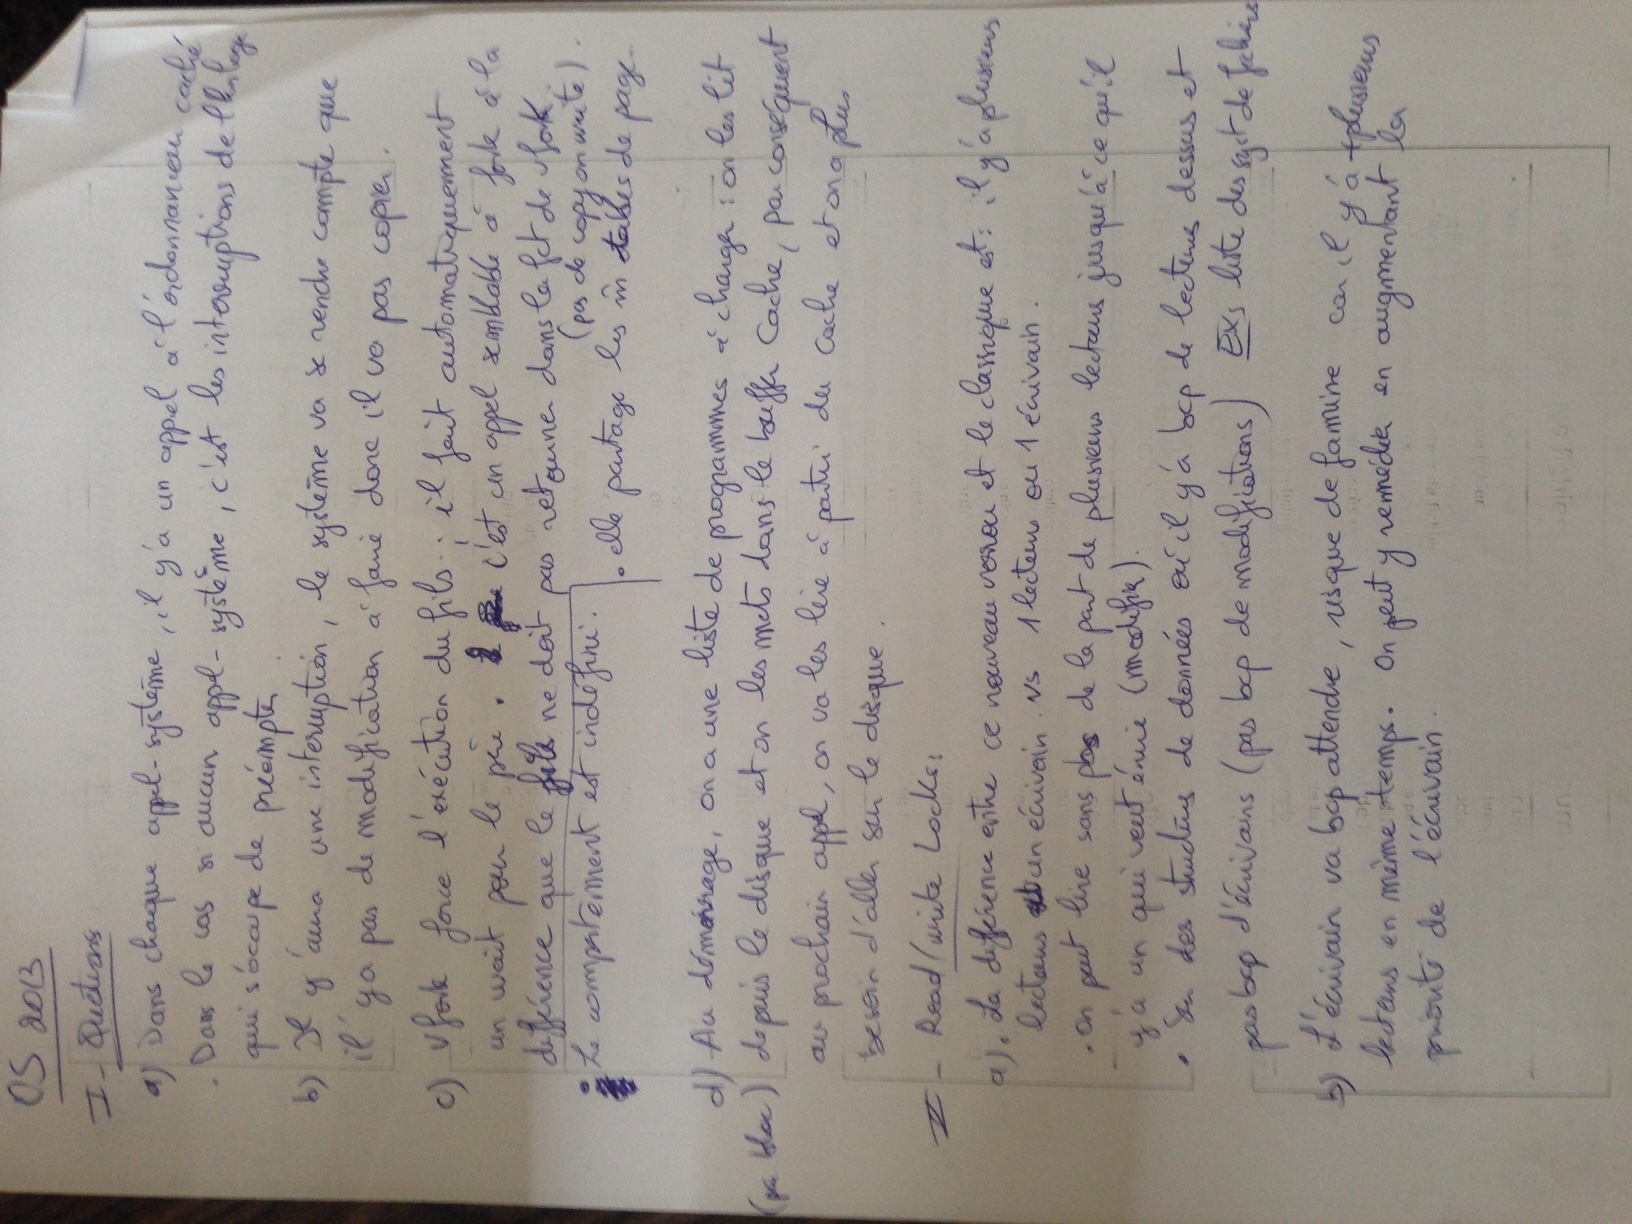 OS 2013
I - Quetions
a) Dans chaque appel-système, il y'a un appel à l'ordonnanceur caché
. Dans le cas si aucun appel-système, c'est les interruptions de l'horloge
qui s'ocupe de préempter
b) Il y'aura une interruption, le système va se rendre compte que
il y a pas de modification à faire donc il va pas copier.
c) vfork force l'exécution du fils ; il fait automatiquement
un wait pour le père . c'est un appel semblable à fork à la
différence que le fils ne doit pas retourner dans la fct de vfork.
(pas de copy on write).
• Le comportement est indéfini.
• elle partage les m̂ tables de page.
d) Au démarrage, on a une liste de programmes à charger : on les lit
(par bloc) depuis le disque et on les mets dans le buffer cache, par conséquent
au prochain appel, on va les lire à partir du cache et on a plus
besoin d'aller sur le disque.
II - Read/write Locks:
a). La différence entre ce nouveau verrou et le classique est: il y'a plusieurs
lecteurs un écrivain vs 1 lecteurs ou 1 écrivain.
. on peut lire sans pbs de la part de plusieurs lecteurs jusqu'à ce qu'il
y'a un qui veut écrire (modifier).
• Sur des structures de données où il y'a bcp de lecteurs dessus et
pas bcp d'écrivains (pas bcp de modifications) Ex: liste des syst de fichiers
b) L'écrivain va bcp attendre, risque de famine car il y'a plusieurs
lecteurs en même temps. On peut y remédier en augmentant la
priorité de l'écrivain.